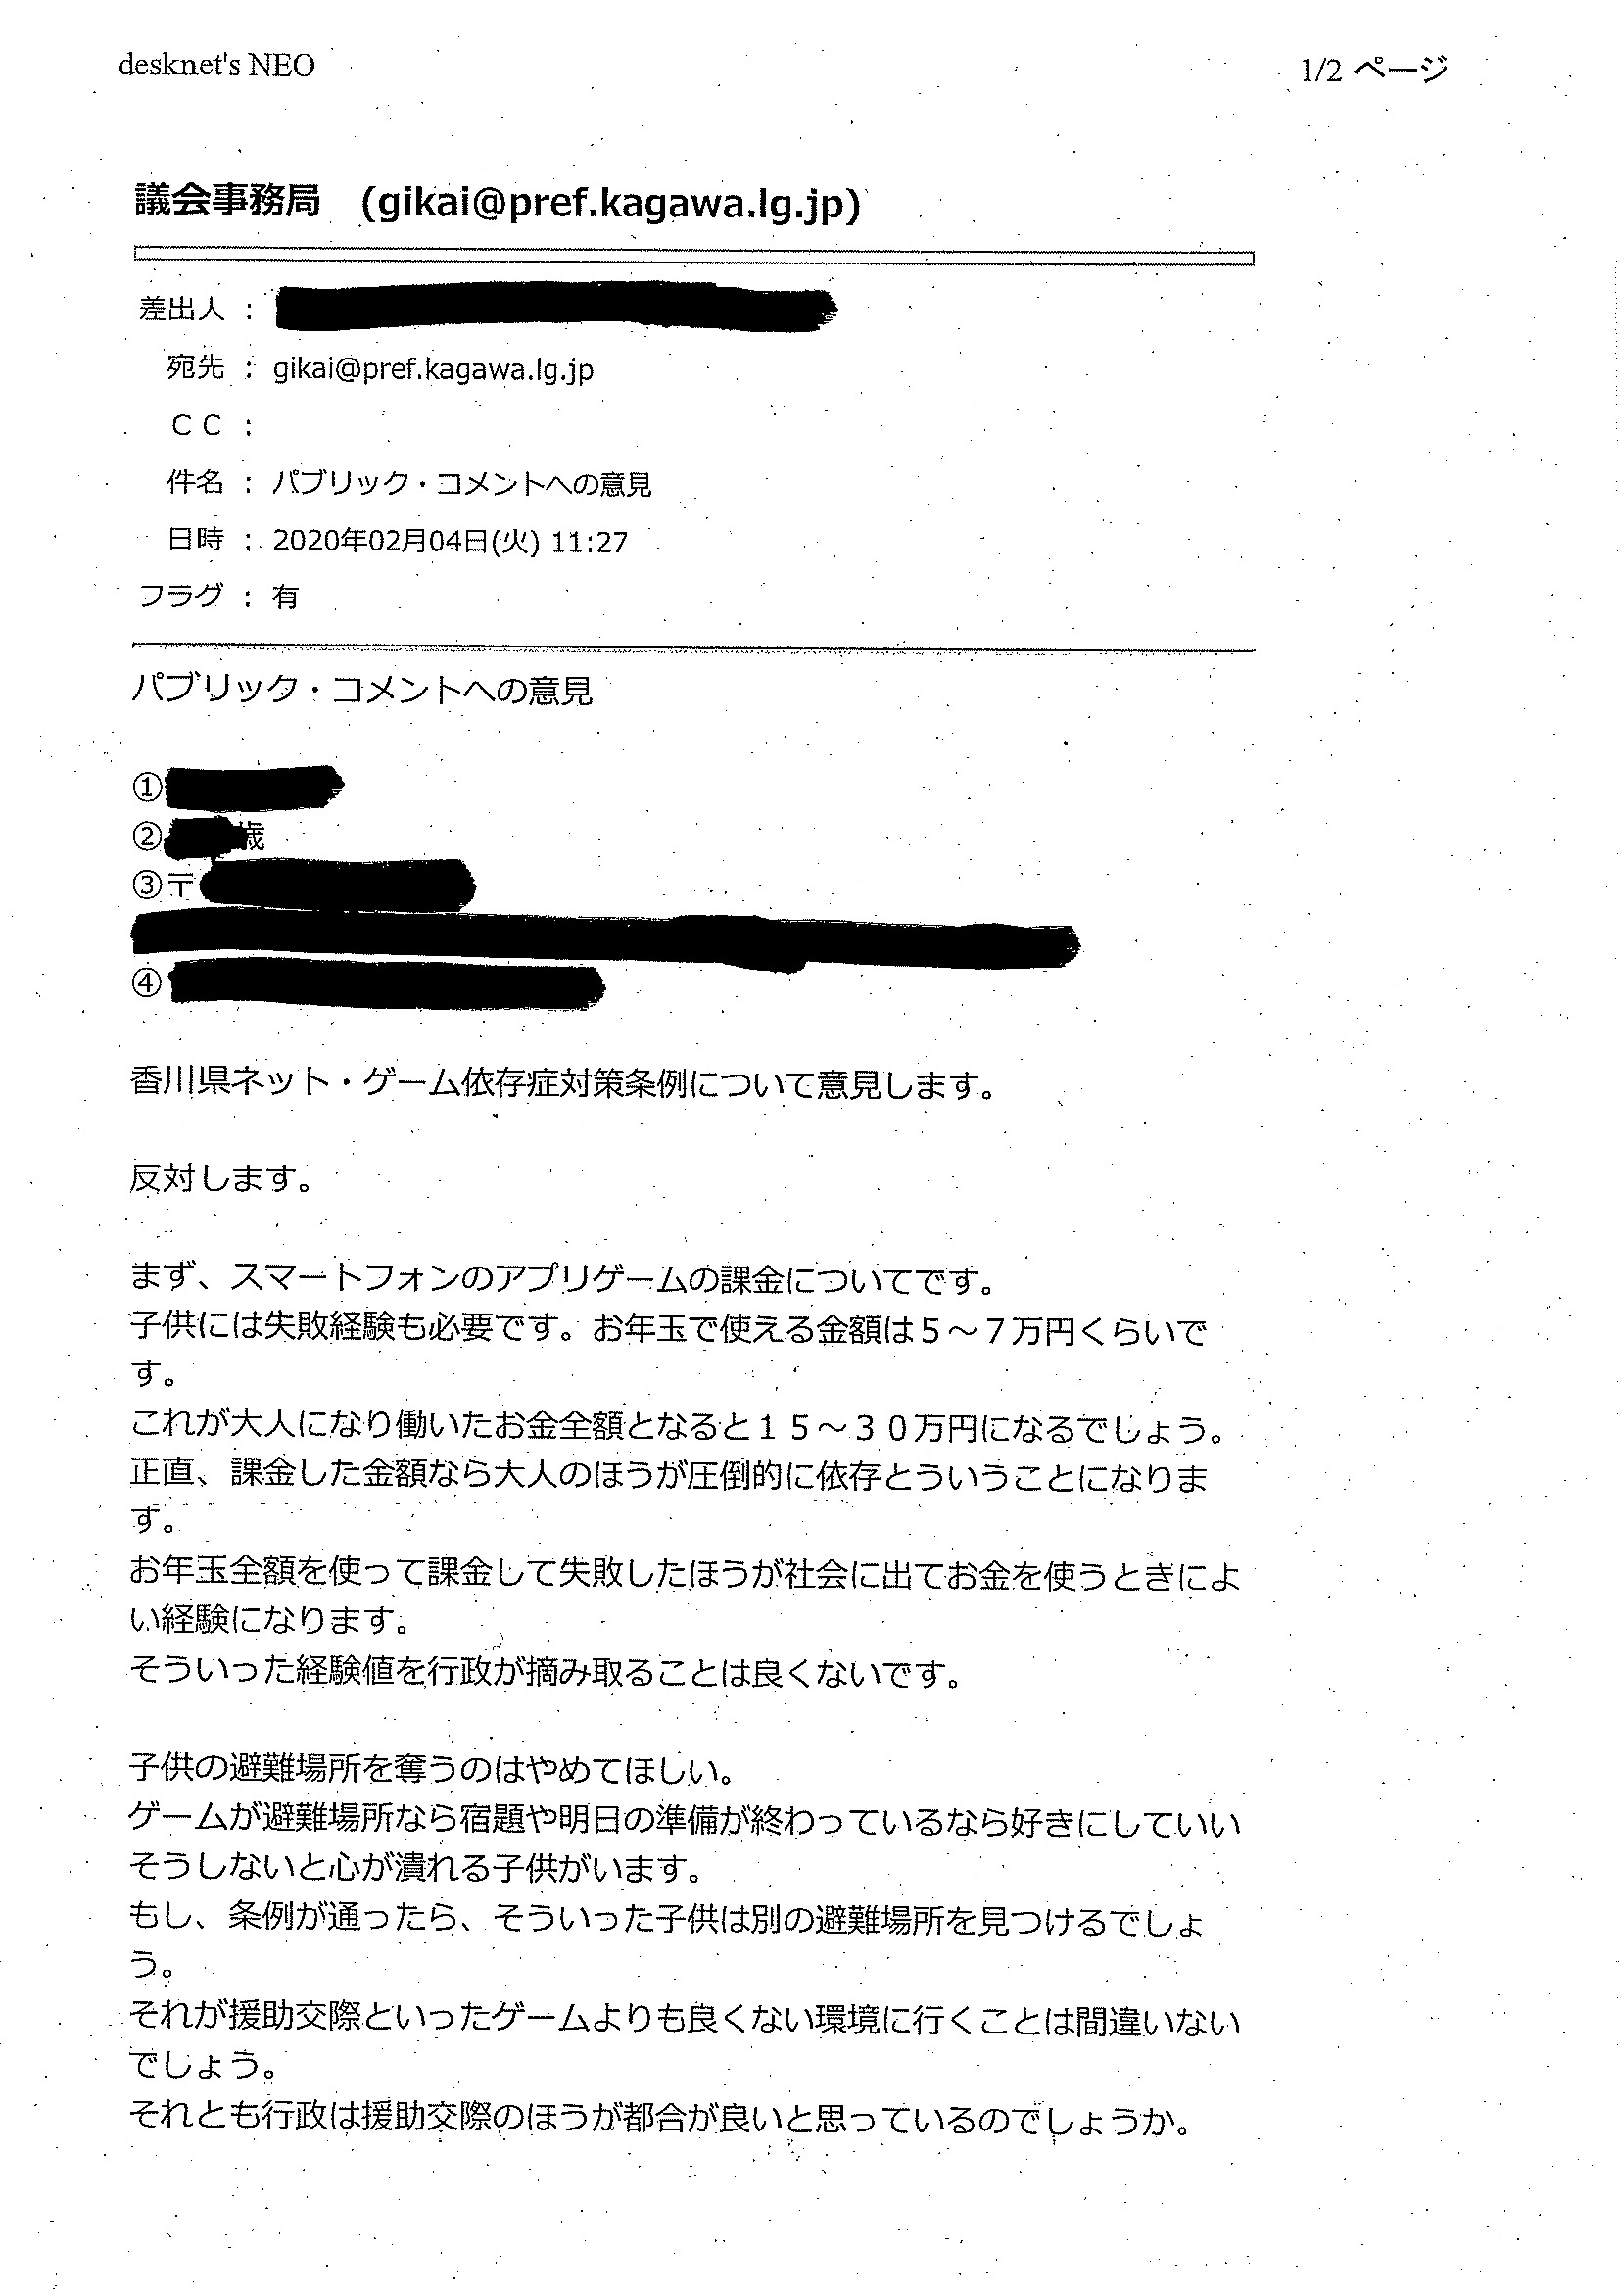 desknet's NEO
1/2 ページ
議会事務局　(gikai@pref.kagawa.lg.jp)
差出人 :
宛先 : gikai@pref.kagawa.lg.jp
ＣＣ :
件名 : パブリック・コメントへの意見
日時 : 2020年02月04日(火) 11:27
フラグ : 有
パブリック・コメントへの意見
①
② 歳
③〒
④
香川県ネット・ゲーム依存症対策条例について意見します。
反対します。
まず、スマートフォンのアプリゲームの課金についてです。
子供には失敗経験も必要です。お年玉で使える金額は５～７万円くらいで
す。
これが大人になり働いたお金全額となると１５～３０万円になるでしょう。
正直、課金した金額なら大人のほうが圧倒的に依存とういうことになりま
す。
お年玉全額を使って課金して失敗したほうが社会に出てお金を使うときによ
い経験になります。
そういった経験値を行政が摘み取ることは良くないです。
子供の避難場所を奪うのはやめてほしい。
ゲームが避難場所なら宿題や明日の準備が終わっているなら好きにしていい
そうしないと心が潰れる子供がいます。
もし、条例が通ったら、そういった子供は別の避難場所を見つけるでしょ
う。
それが援助交際といったゲームよりも良くない環境に行くことは間違いない
でしょう。
それとも行政は援助交際のほうが都合が良いと思っているのでしょうか。